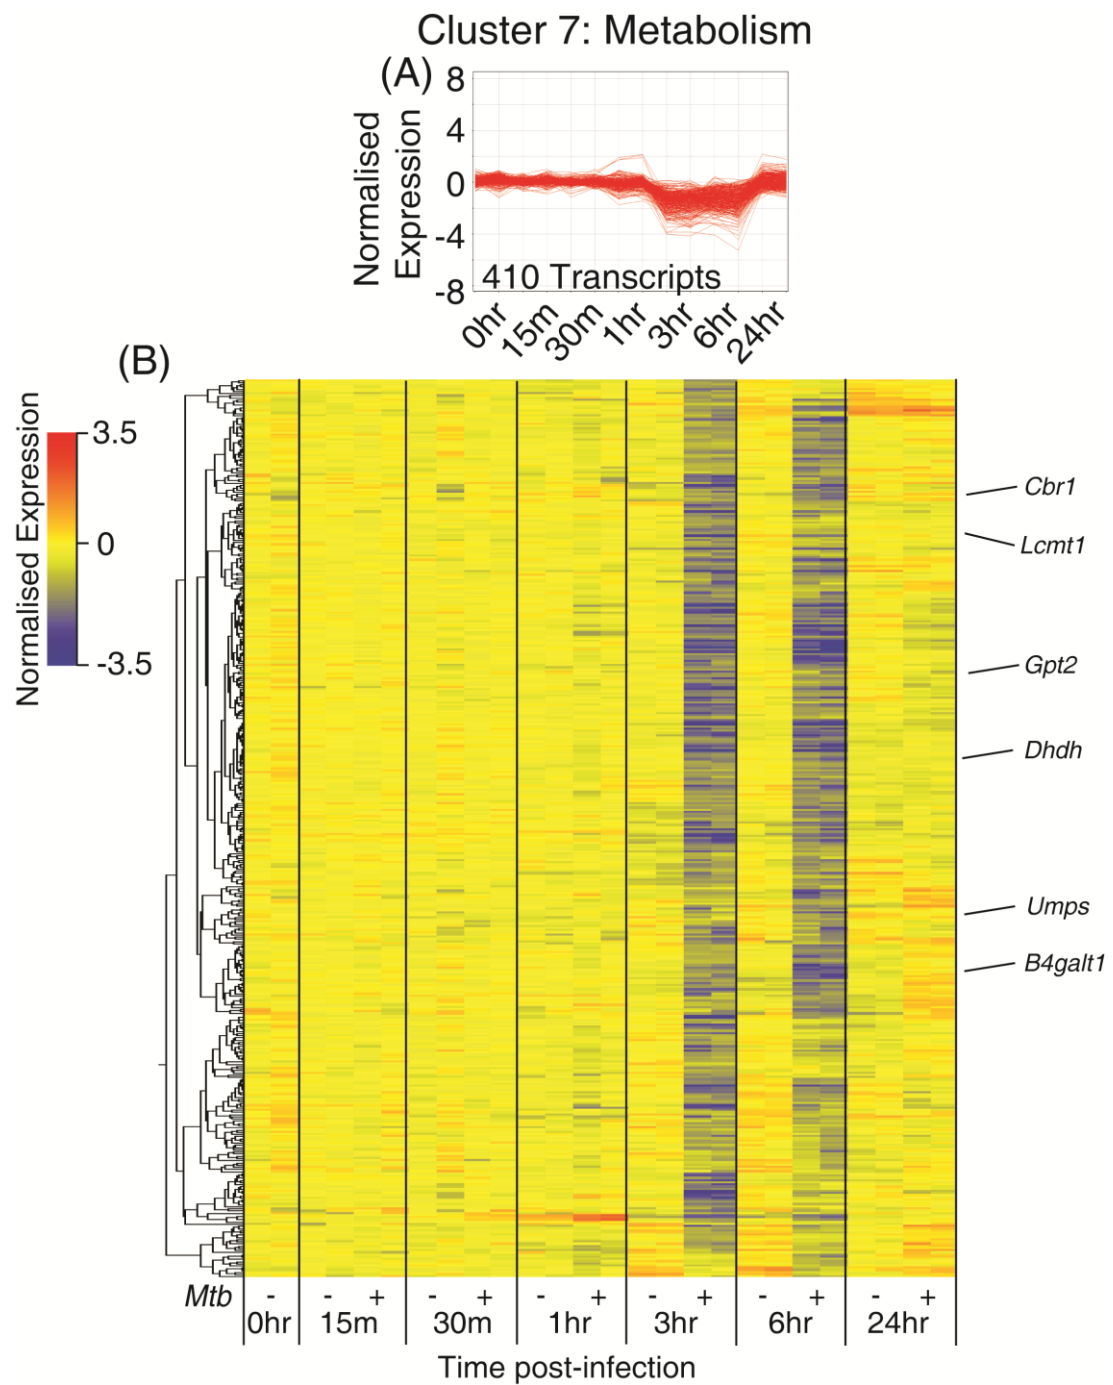 Cluster 7: Metabolism
(A)
Normalised
Expression
8
4
0
-4
-8
410 Transcripts
0hr 15m 30m 1hr 3hr 6hr 24hr
(B)
Normalised Expression
3.5
0
-3.5
Cbr1
Lcmt1
Gpt2
Dhdh
Umps
B4galt1
Mtb - - + - + - + - + - + - +
0hr 15m 30m 1hr 3hr 6hr 24hr
Time post-infection